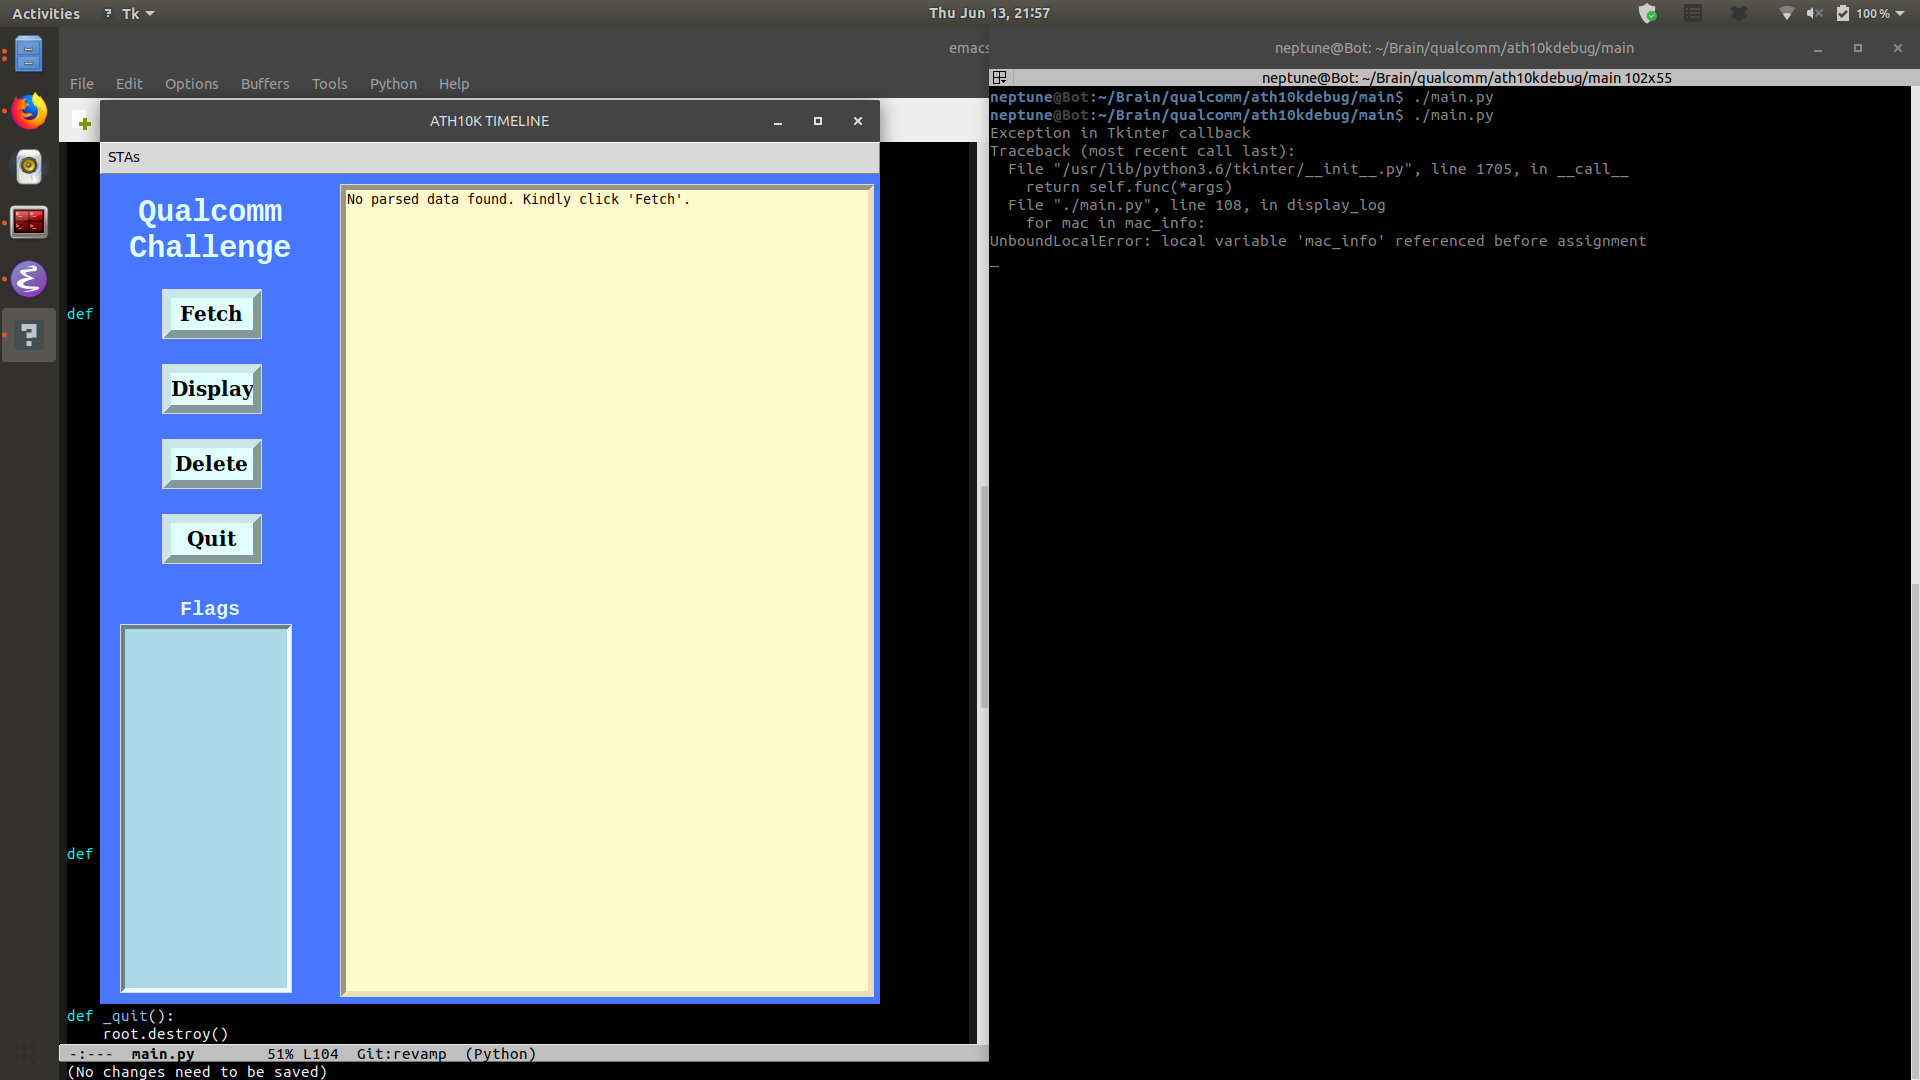 Activities
Tk
Thu Jun 13, 21:57
100 %
emacs
File Edit Options Buffers Tools Python Help
ATH10K TIMELINE
STAs
Qualcomm
Challenge
Fetch
Display
Delete
Quit
Flags
No parsed data found. Kindly click 'Fetch'.
def
def
def _quit():
root.destroy()
-:--- main.py 51% L104 Git:revamp (Python)
(No changes need to be saved)
neptune@Bot: ~/Brain/qualcomm/ath10kdebug/main
neptune@Bot: ~/Brain/qualcomm/ath10kdebug/main 102x55
neptune@Bot:~/Brain/qualcomm/ath10kdebug/main$ ./main.py
neptune@Bot:~/Brain/qualcomm/ath10kdebug/main$ ./main.py
Exception in Tkinter callback
Traceback (most recent call last):
File "/usr/lib/python3.6/tkinter/__init__.py", line 1705, in __call__
return self.func(*args)
File "./main.py", line 108, in display_log
for mac in mac_info:
UnboundLocalError: local variable 'mac_info' referenced before assignment